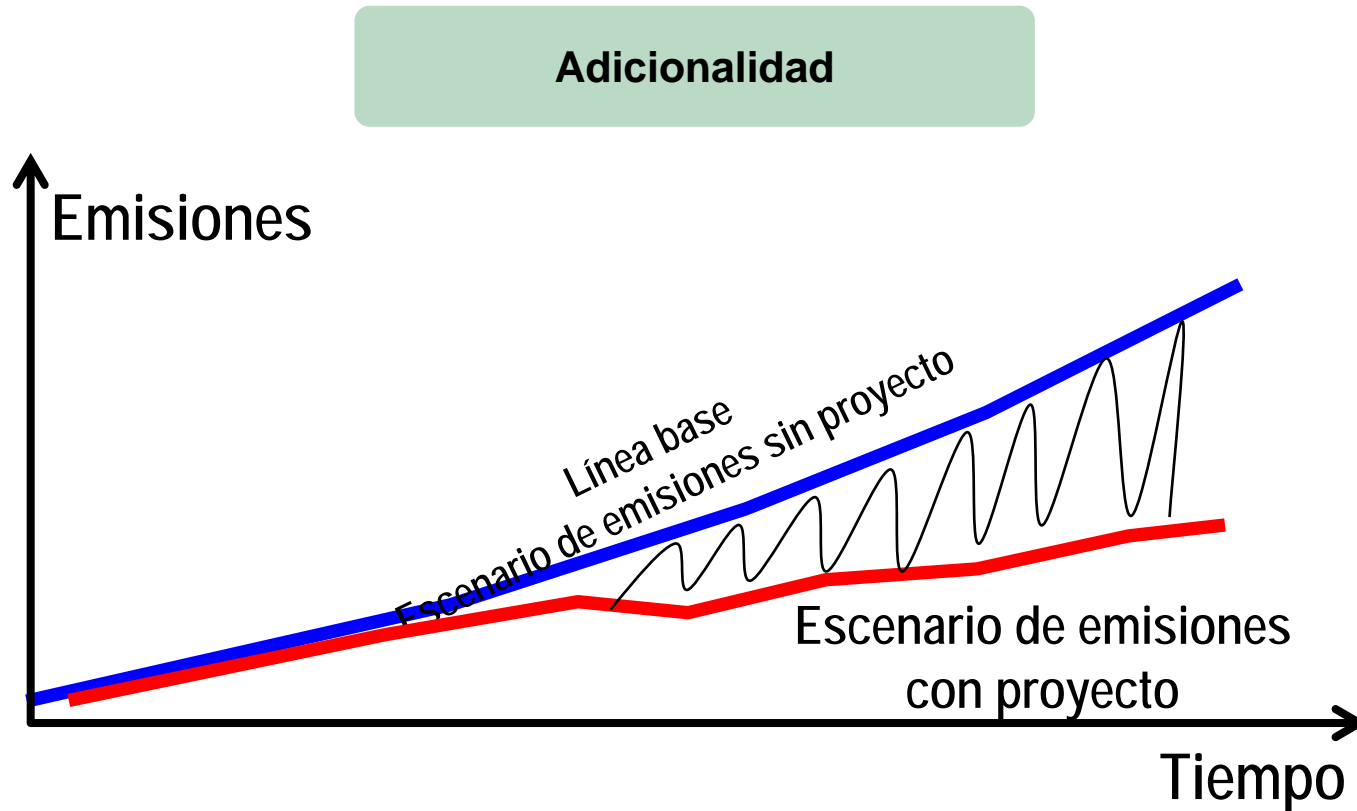 Adicionalidad
Emisiones
Línea base
Escenario de emisiones sin proyecto
Escenario de emisiones
con proyecto
Tiempo